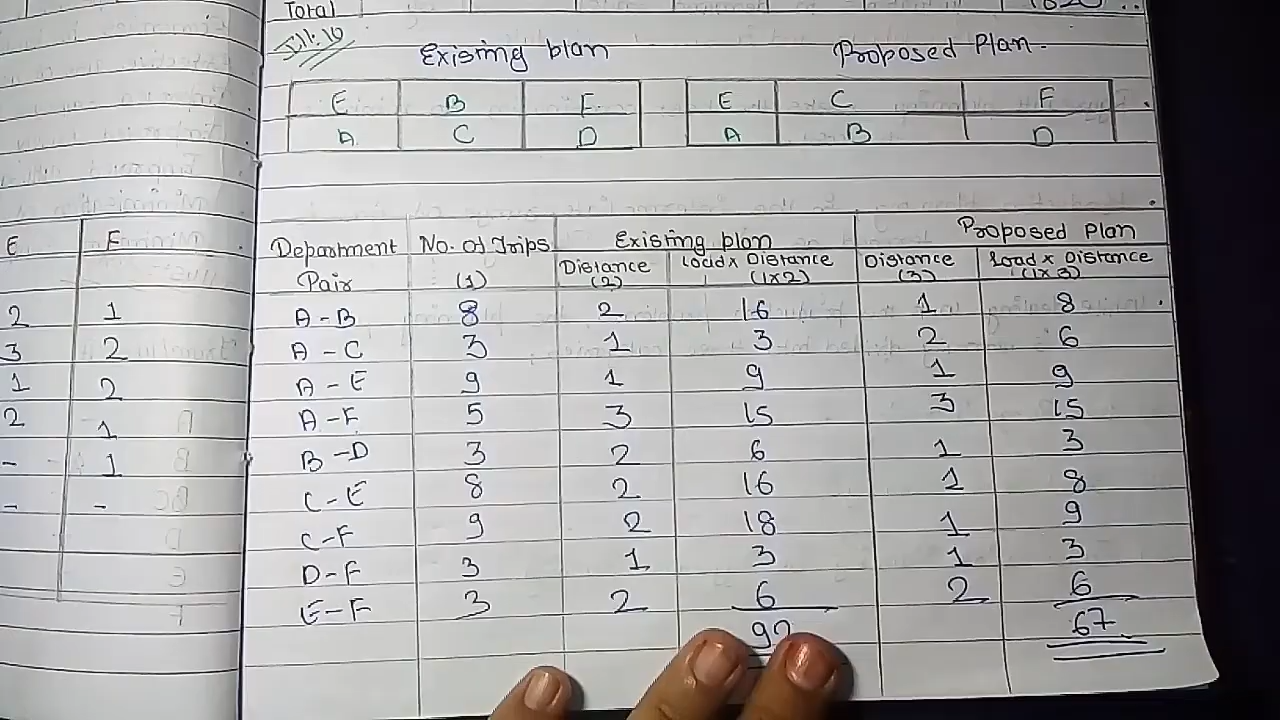 Total
Ill:10
Existing plan Proposed Plan.
E B F E C F
A C D A B D
E F Department No. of Trips Existing plan Proposed Plan
Pair (1) Distance (2) Load x Distance (1x2) Distance (3) Load x Distance (1x3)
2 1 A-B 8 2 16 1 8
3 2 A-C 3 1 3 2 6
1 2 A-E 9 1 9 1 9
2 1 A-F 5 3 15 3 15
- 1 B-D 3 2 6 1 3
- - C-E 8 2 16 1 8
C-F 9 2 18 1 9
D-F 3 1 3 1 3
E-F 3 2 6 2 6
67